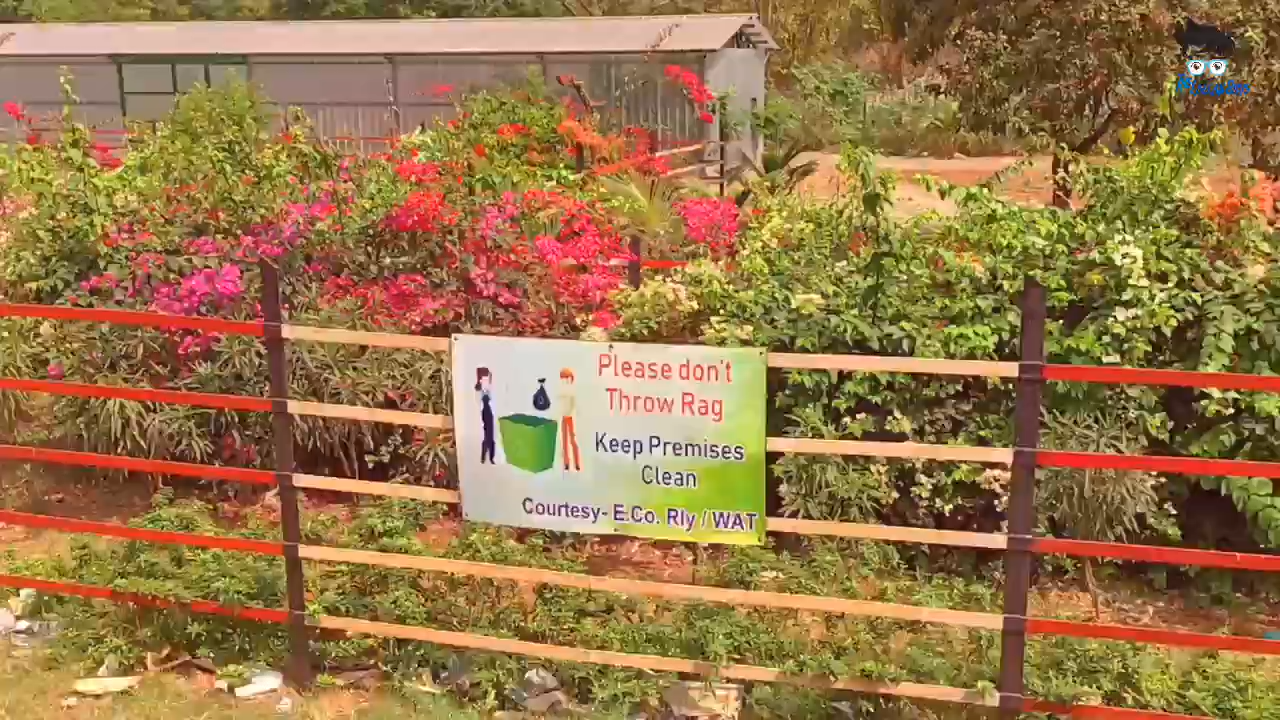 Please don't
Throw Rag
Keep Premises
Clean
Courtesy- E.Co. Rly / WAT